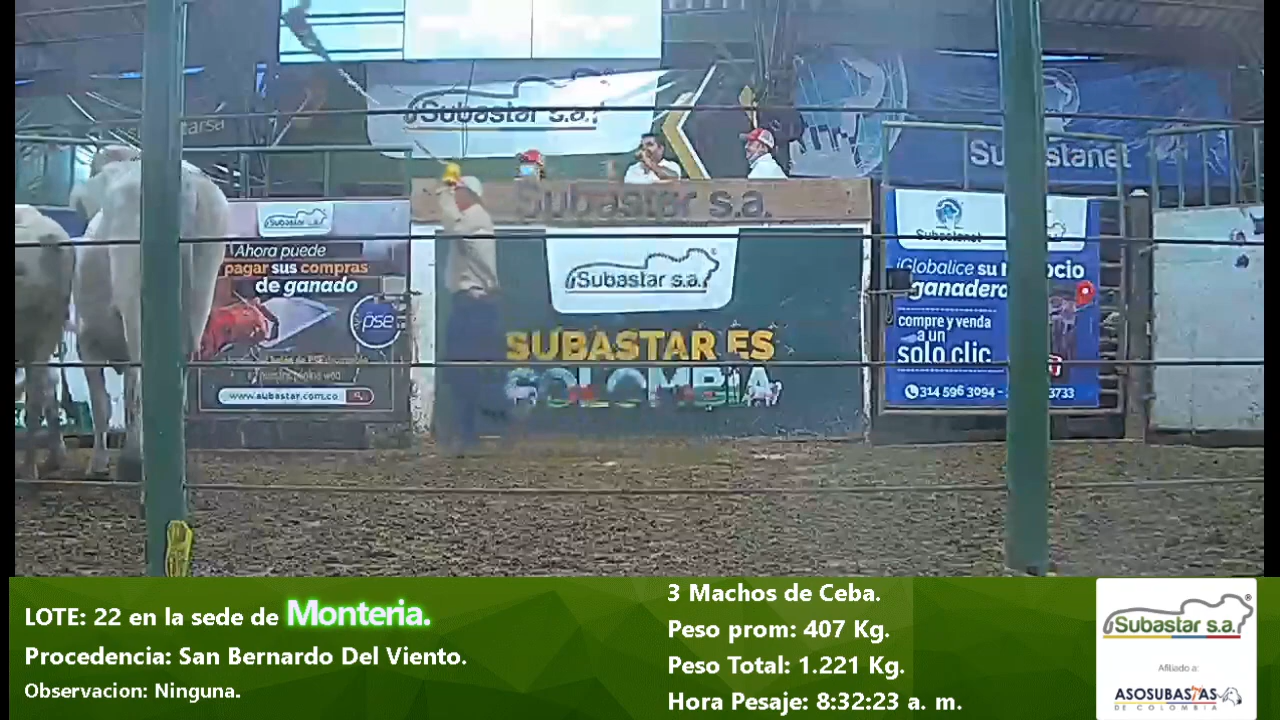 Subastar s.a.
Subastanet
Subastar s.a.
Subastar s.a.
Ahora puede
pagar sus compras
de ganado
pse
www.subastar.com.co
Subastar s.a.
SUBASTAR ES
COLOMBIA
Subastanet
¡Globalice su negocio
ganadero
compre y venda
a un
solo clic
314 596 3094 - 3733
LOTE: 22 en la sede de Monteria.
Procedencia: San Bernardo Del Viento.
Observacion: Ninguna.
3 Machos de Ceba.
Peso prom: 407 Kg.
Peso Total: 1.221 Kg.
Hora Pesaje: 8:32:23 a. m.
Subastar s.a.®
Afiliado a:
ASOSUBASTAS
DE COLOMBIA